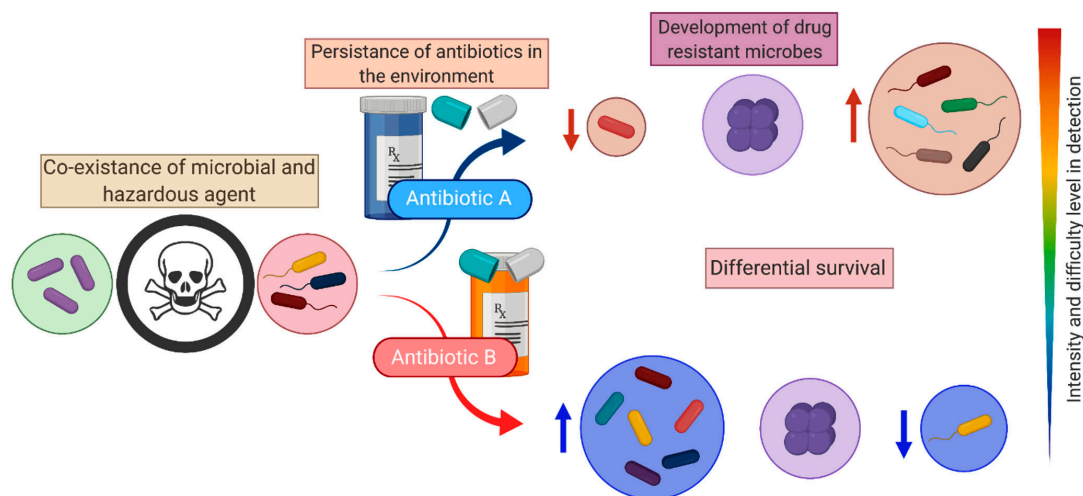 Persistance of antibiotics in
the environment
Development of drug
resistant microbes
Co-existance of microbial and
hazardous agent
Rx
Antibiotic A
Rx
Antibiotic B
Differential survival
Intensity and difficulty level in detection